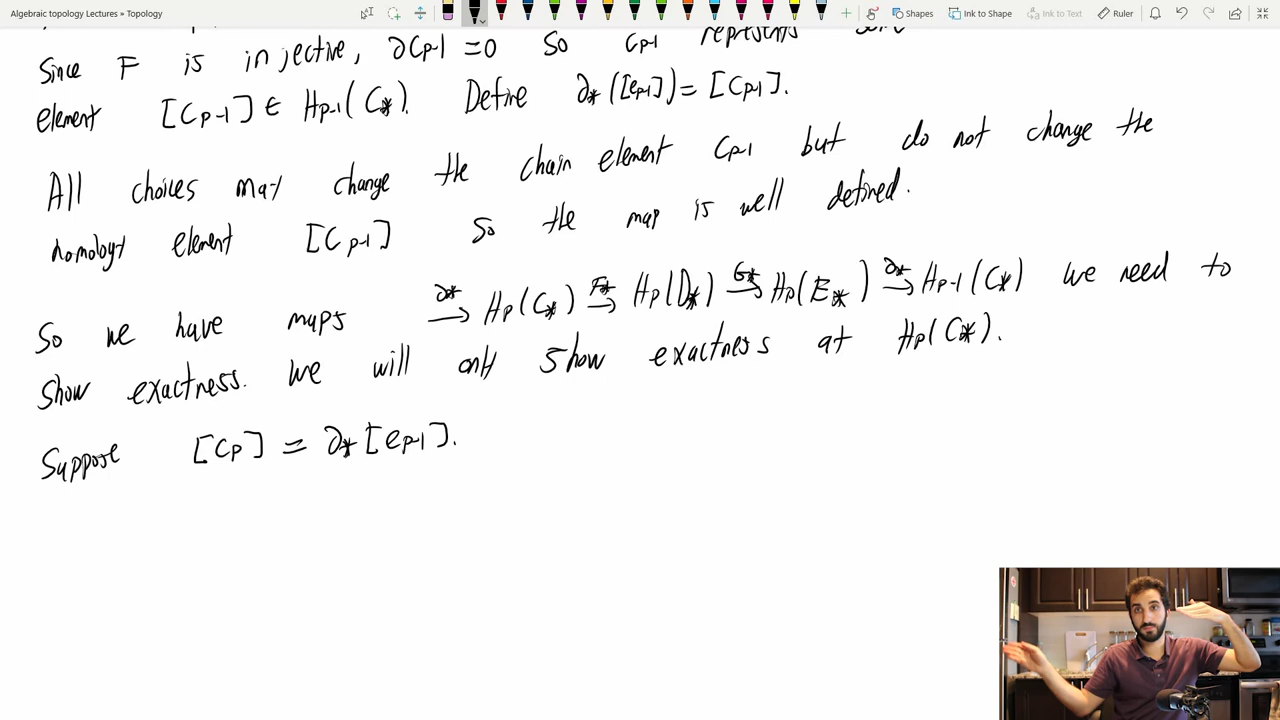 Algebraic topology Lectures » Topology
Shapes Ink to Shape Ink to Text Ruler
Since F is injective, ∂Cp-1 = 0 So Cp-1 represents
element [Cp-1] ∈ Hp-1(C*). Define ∂*([ep]) = [Cp-1].
All choices may change the chain element Cp-1 but do not change the
homology element [Cp-1] So the map is well defined.
So we have maps →∂* Hp(C*) →F* Hp(D*) →G* Hp(E*) →∂* Hp-1(C*) we need to
show exactness. We will only show exactness at Hp(C*).
Suppose [Cp] = ∂*[ep+1].